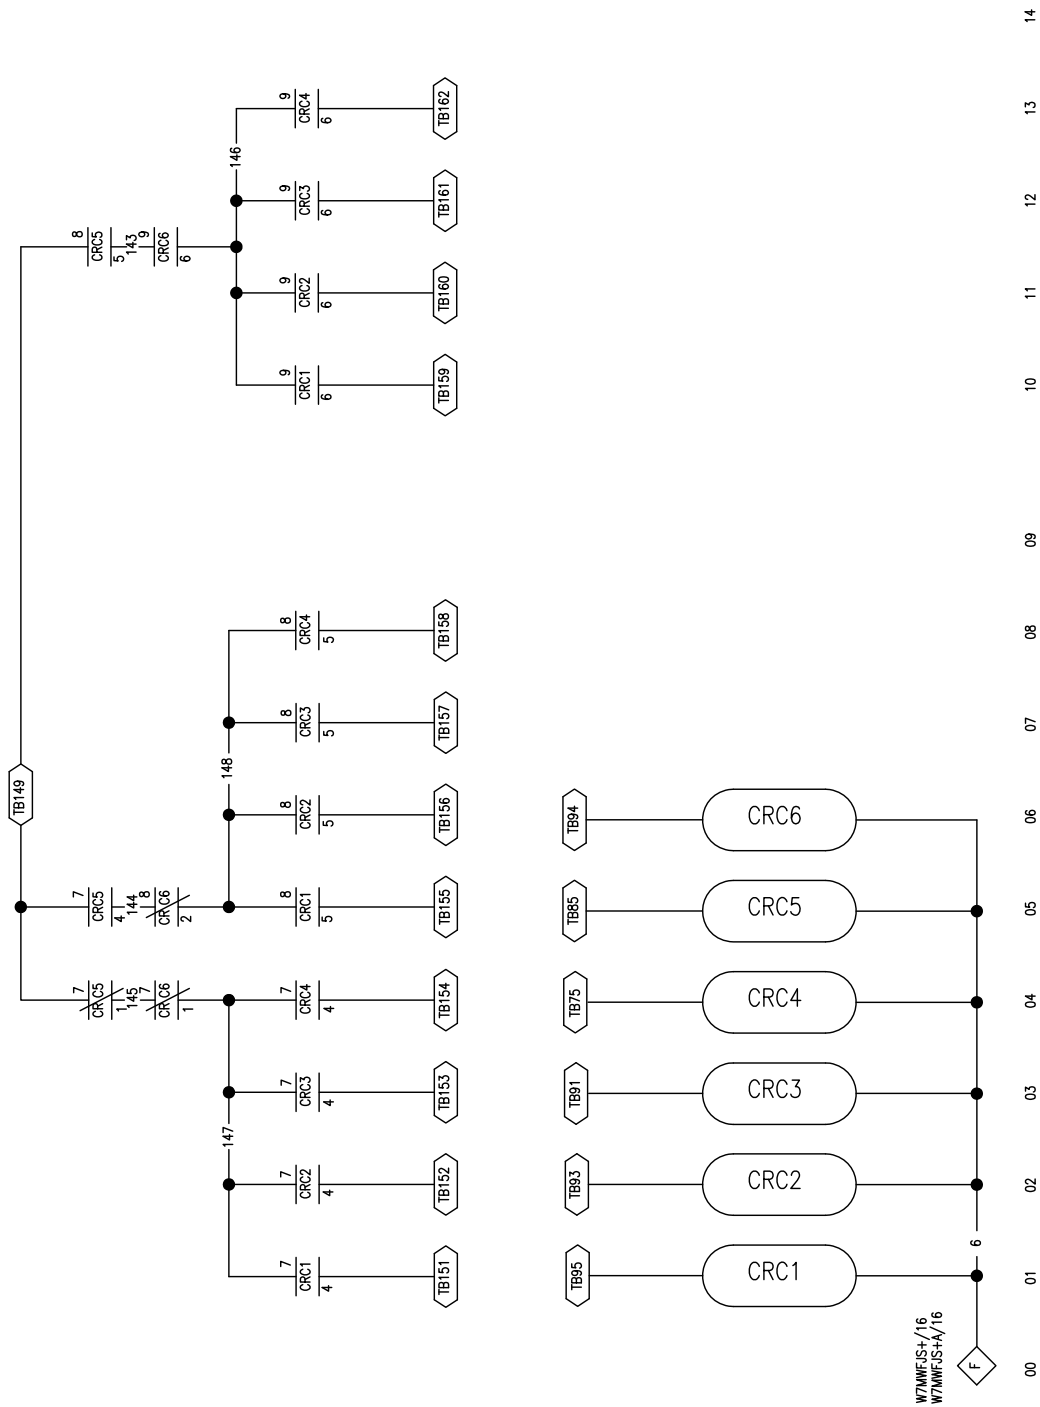 14
13
12
11
10
09
08
07
06
05
04
03
02
01
00
TB149
8
CRC5
5
143
9
CRC6
6
146
9
CRC4
6
TB162
9
CRC3
6
TB161
9
CRC2
6
TB160
9
CRC1
6
TB159
7
CRC5
4
144
8
CRC6
2
148
8
CRC4
5
TB158
8
CRC3
5
TB157
8
CRC2
5
TB156
8
CRC1
5
TB155
7
CRC5
1
145
7
CRC6
1
147
7
CRC4
4
TB154
7
CRC3
4
TB153
7
CRC2
4
TB152
7
CRC1
4
TB151
TB94
CRC6
TB85
CRC5
TB75
CRC4
TB91
CRC3
TB93
CRC2
TB95
CRC1
6
W7MWFJS+/16
W7MWFJS+A/16
F